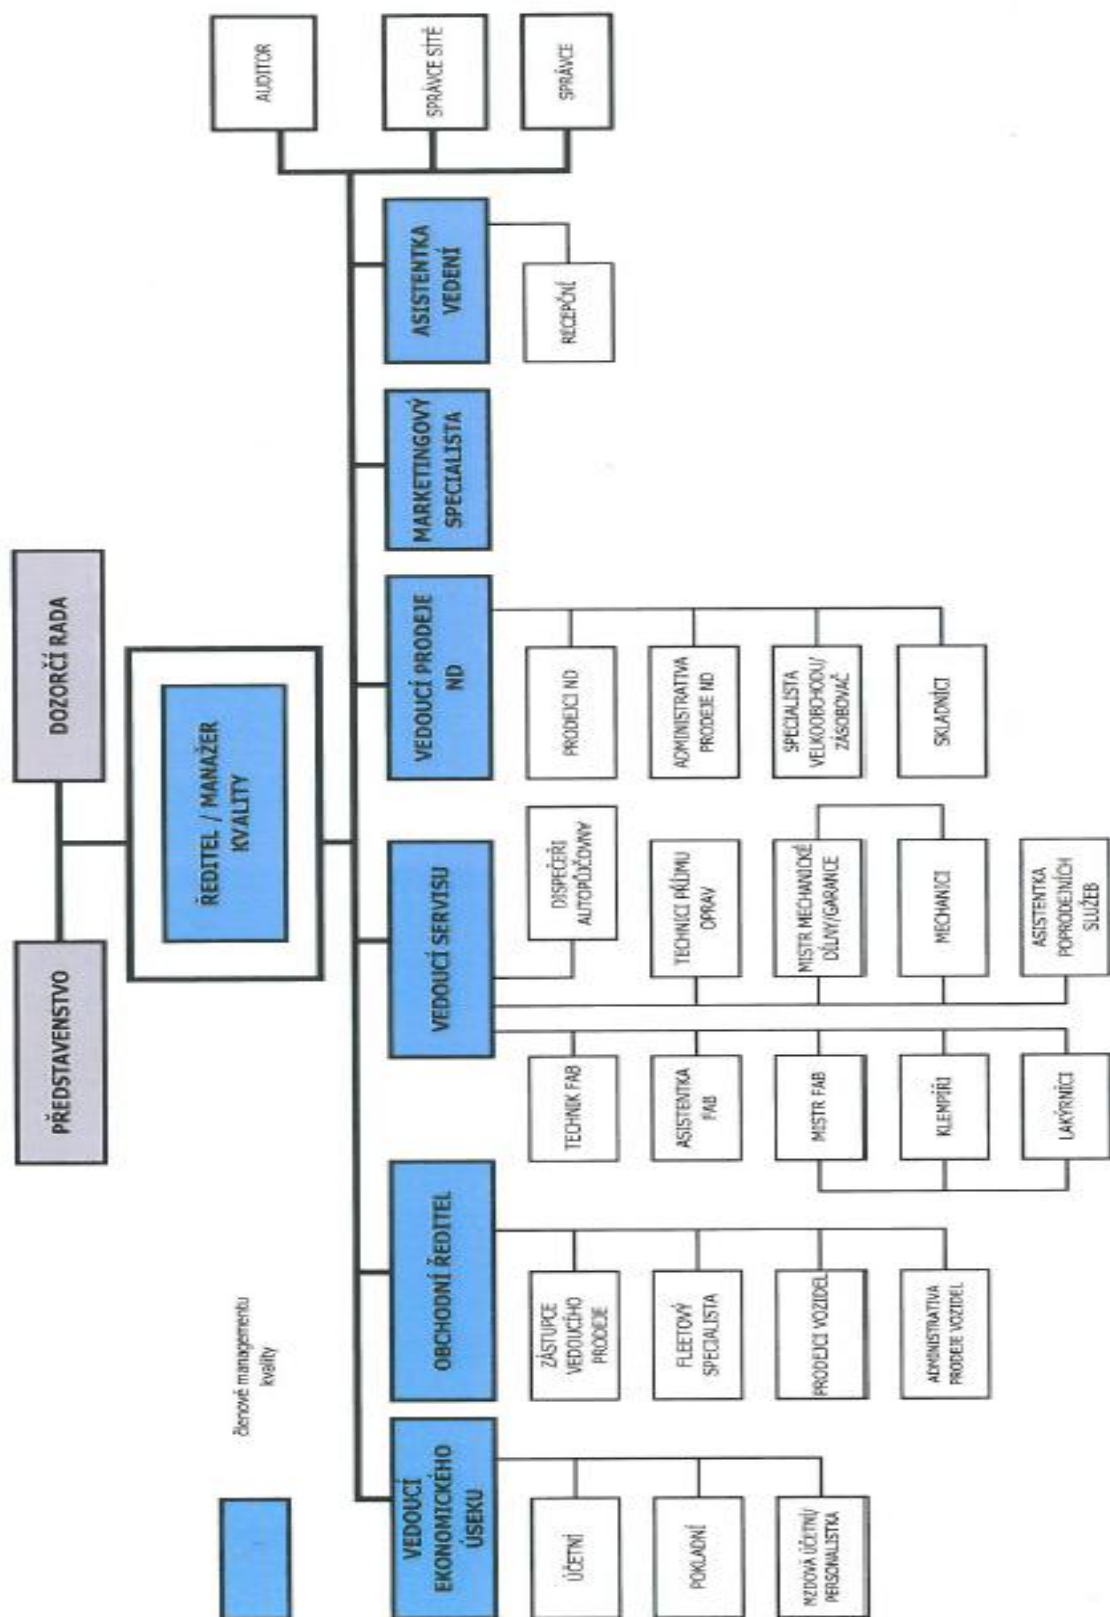 PŘEDSTAVENSTVO
DOZORČÍ RADA
ŘEDITEL / MANAŽER
KVALITY
členové managementu
kvality
AUDITOR
SPRÁVCE SÍTĚ
SPRÁVCE
VEDOUCÍ
EKONOMICKÉHO
ÚSEKU
ÚČETNÍ
POKLADNÍ
MZDOVÁ ÚČETNÍ/
PERSONALISTKA
OBCHODNÍ ŘEDITEL
ZÁSTUPCE
VEDOUCÍHO
PRODEJE
FLEETOVÝ
SPECIALISTA
PRODEJCI VOZIDEL
ADMINISTRATIVA
PRODEJE VOZIDEL
VEDOUCÍ SERVISU
TECHNIK FAB
ASISTENTKA
FAB
MISTR FAB
KLEMPÍŘI
LAKÝRNÍCI
DISPEČEŘI
AUTOPŮJČOVNY
TECHNICI PŘÍJMU
OPRAV
MISTR MECHANICKÉ
DÍLNY/GARANCE
MECHANICI
ASISTENTKA
POPRODEJNÍCH
SLUŽEB
VEDOUCÍ PRODEJE
ND
PRODEJCI ND
ADMINISTRATIVA
PRODEJE ND
SPECIALISTA
VELKOOBCHODU/
ZÁSOBOVAČ
SKLADNÍCI
MARKETINGOVÝ
SPECIALISTA
ASISTENTKA
VEDENÍ
RECEPČNÍ